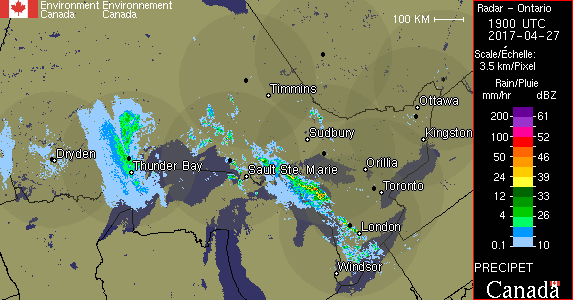 Environment Environnement
Canada Canada
100 KM
Timmins
Ottawa
Sudbury
Kingston
Dryden
Thunder Bay
Sault Ste. Marie
Orillia
Toronto
London
Windsor
Radar - Ontario
1900 UTC
2017-04-27
Scale/Échelle:
3.5 km/Pixel
Rain/Pluie
mm/hr dBZ
200 61
100 52
50 46
24 39
12 33
4 26
0.1 10
PRECIPET
Canada